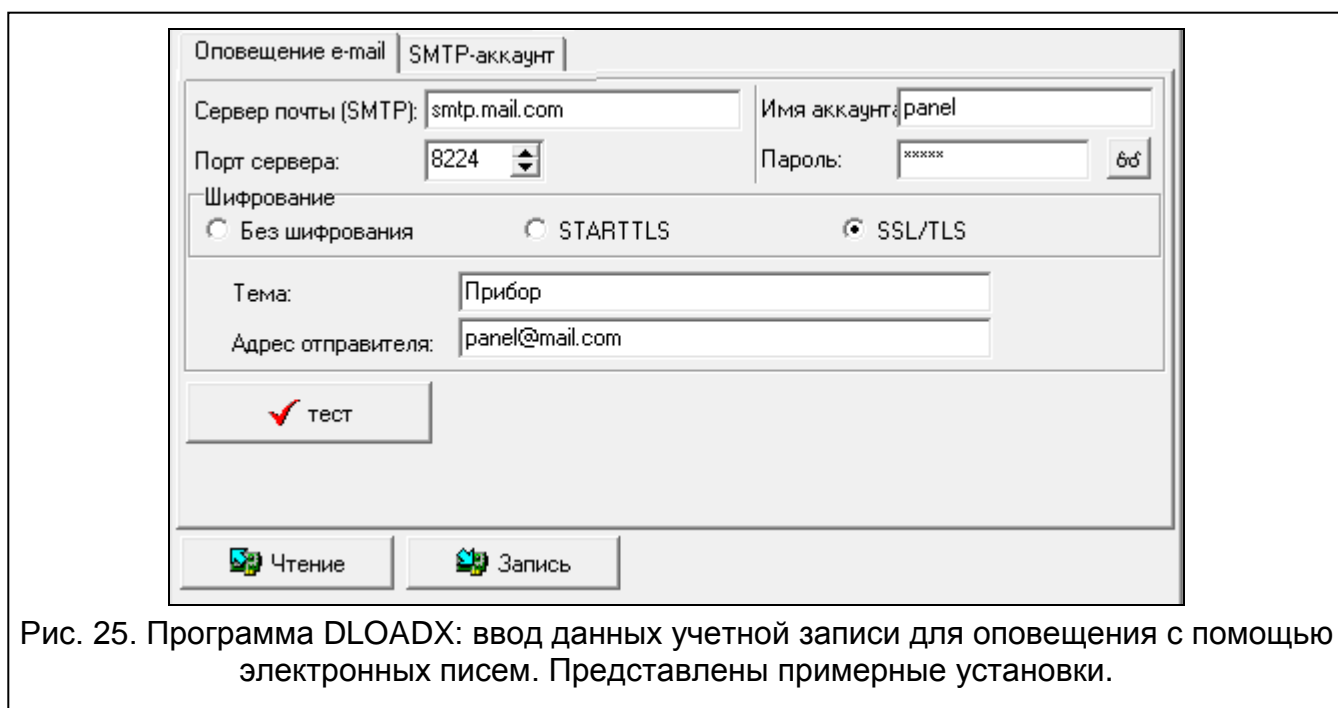 Оповещение e-mail SMTP-аккаунт
Сервер почты (SMTP): smtp.mail.com Имя аккаунта panel
Порт сервера: 8224 Пароль: xxxxx
Шифрование
Без шифрования STARTTLS SSL/TLS
Тема: Прибор
Адрес отправителя: panel@mail.com
тест
Чтение Запись
Рис. 25. Программа DLOADX: ввод данных учетной записи для оповещения с помощью
электронных писем. Представлены примерные установки.